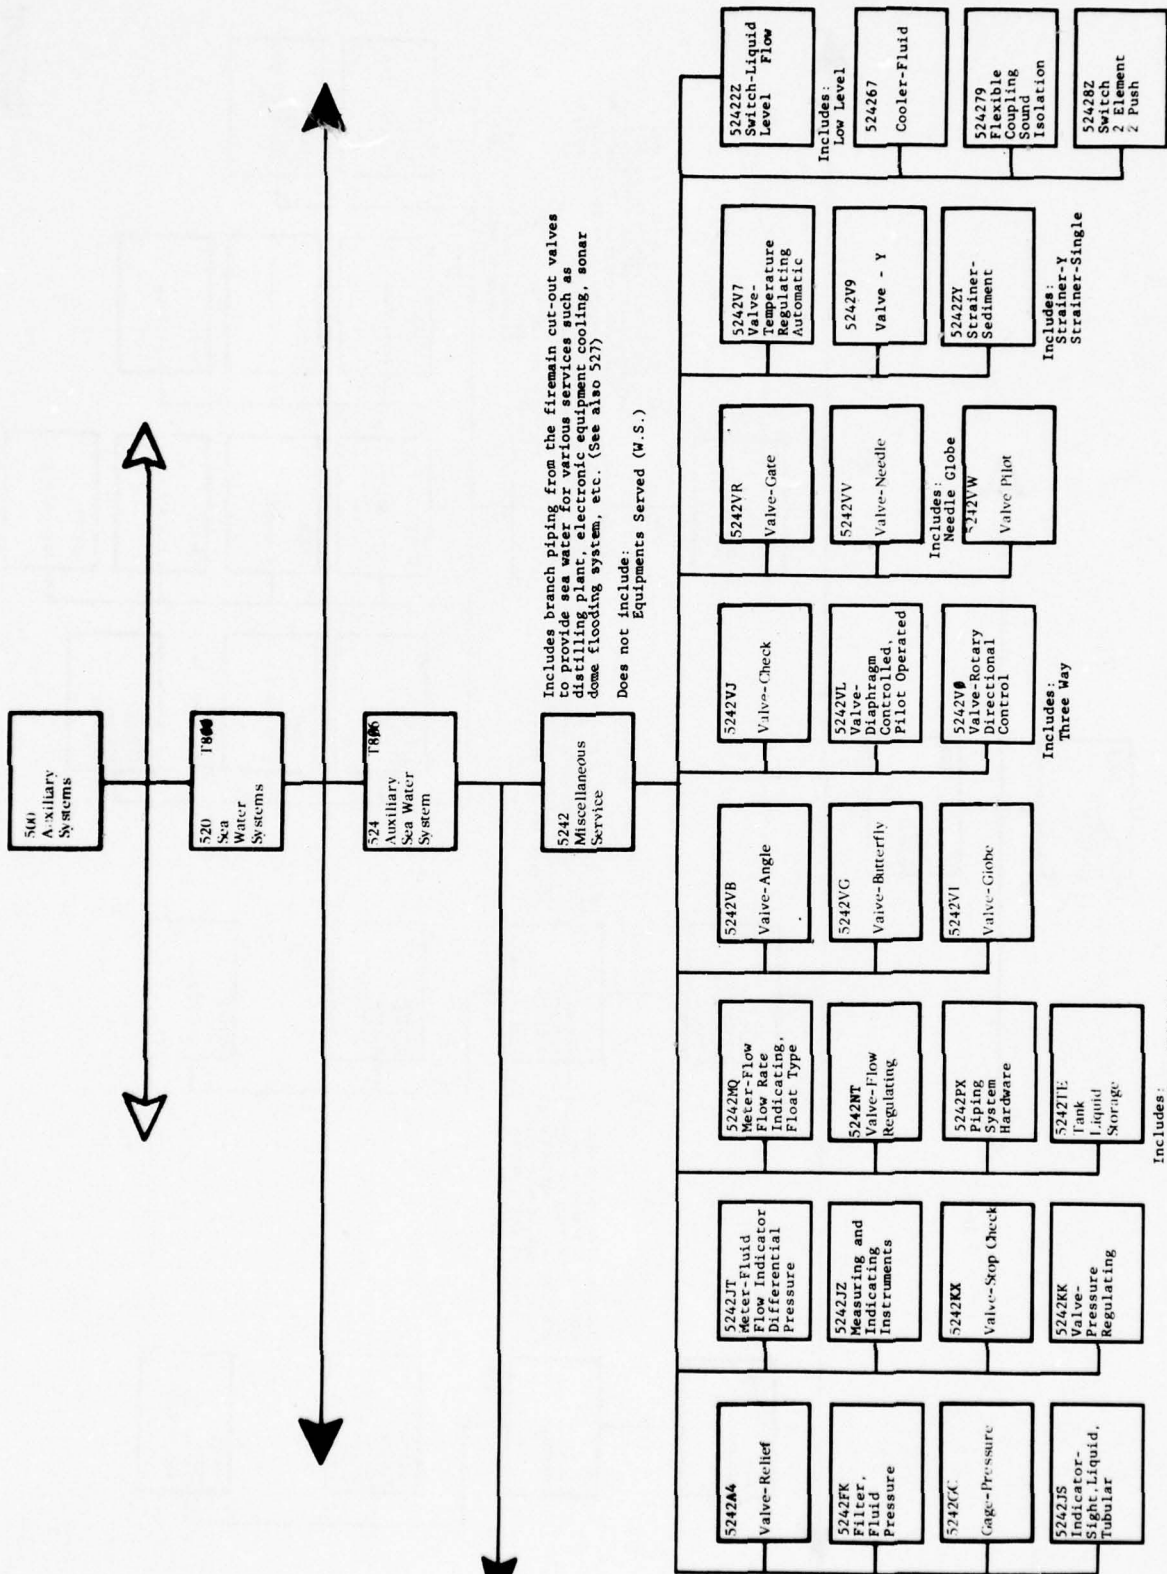 500
Auxiliary
Systems
520
Sea
Water
Systems
524
Auxiliary
Sea Water
System
5242
Miscellaneous
Service
Includes branch piping from the firemain cut-out valves
to provide sea water for various services such as
distilling plant, electronic equipment cooling, sonar
dome flooding system, etc. (See also 527)
Does not include:
Equipments Served (W.S.)
5242A4
Valve-Relief
5242FK
Filter,
Fluid
Pressure
5242GC
Gage-Pressure
5242JS
Indicator-
Sight,Liquid,
Tubular
5242JT
Meter-Fluid
Flow Indicator
Differential
Pressure
5242JZ
Measuring and
Indicating
Instruments
5242KX
Valve-Stop Check
5242KK
Valve-
Pressure
Regulating
5242MQ
Meter-Flow
Flow Rate
Indicating,
Float Type
5242NT
Valve-Flow
Regulating
5242PX
Piping
System
Hardware
5242TE
Tank
Liquid
Storage
Includes:
5242VB
Valve-Angle
5242VG
Valve-Butterfly
5242VI
Valve-Globe
5242VJ
Valve-Check
5242VL
Valve-
Diaphragm
Controlled,
Pilot Operated
5242VØ
Valve-Rotary
Directional
Control
Includes:
Three Way
5242VR
Valve-Gate
5242VV
Valve-Needle
Includes:
Needle Globe
5242VW
Valve Pilot
5242V7
Valve-
Temperature
Regulating
Automatic
5242V9
Valve - Y
5242ZY
Strainer-
Sediment
Includes:
Strainer-Y
Strainer-Single
52422Z
Switch-Liquid
Level Flow
Includes:
Low Level
524267
Cooler-Fluid
524279
Flexible
Coupling
Sound
Isolation
52428Z
Switch
2 Element
2 Push